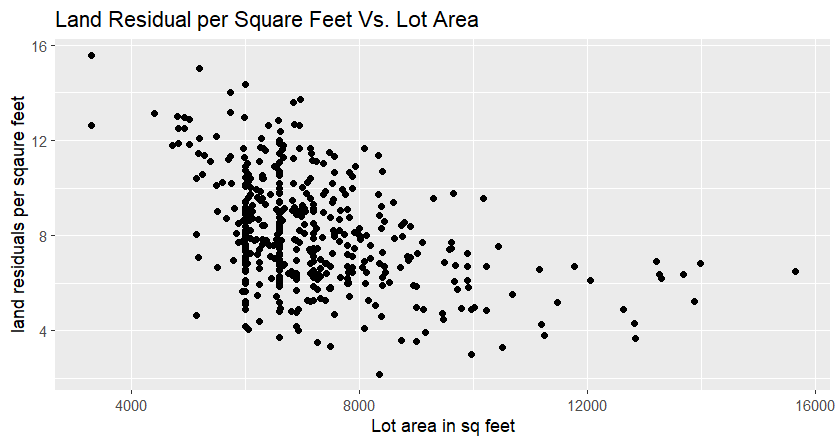 Land Residual per Square Feet Vs. Lot Area
land residuals per sqaure feet
16
12
8
4
4000 8000 12000 16000
Lot area in sq feet